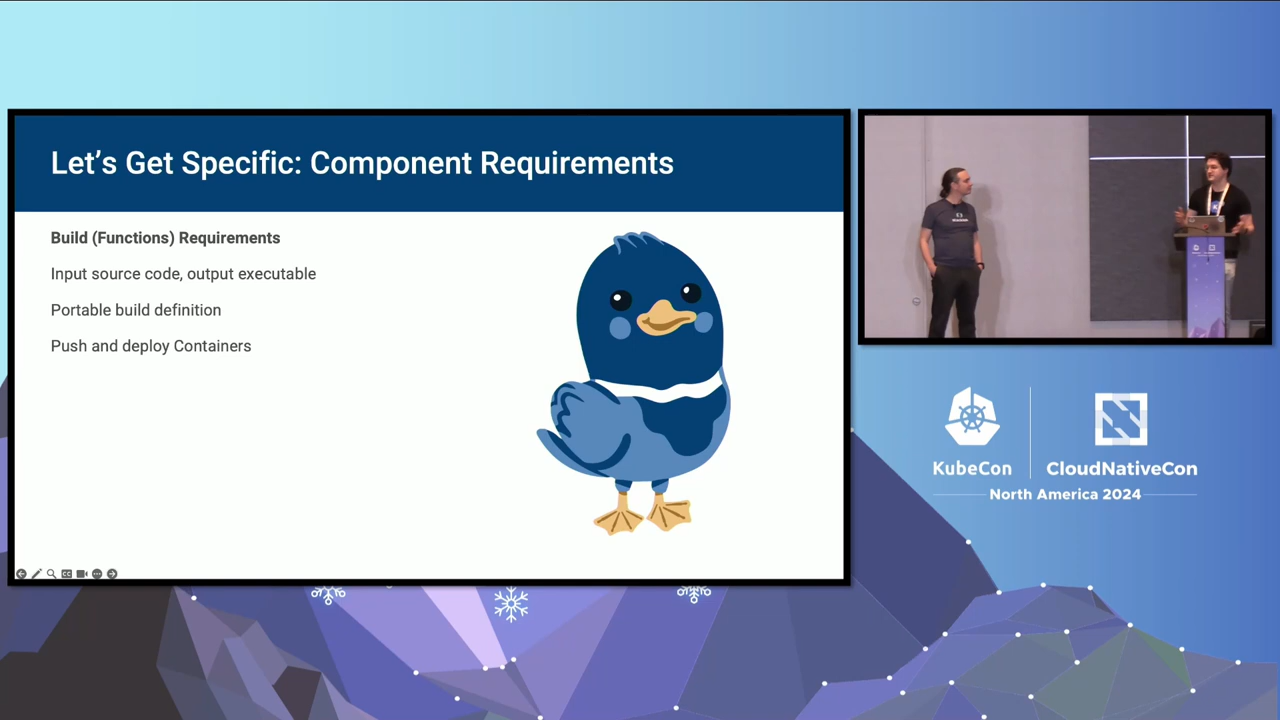 Let's Get Specific: Component Requirements
Build (Functions) Requirements
Input source code, output executable
Portable build definition
Push and deploy Containers
KubeCon
CloudNativeCon
North America 2024